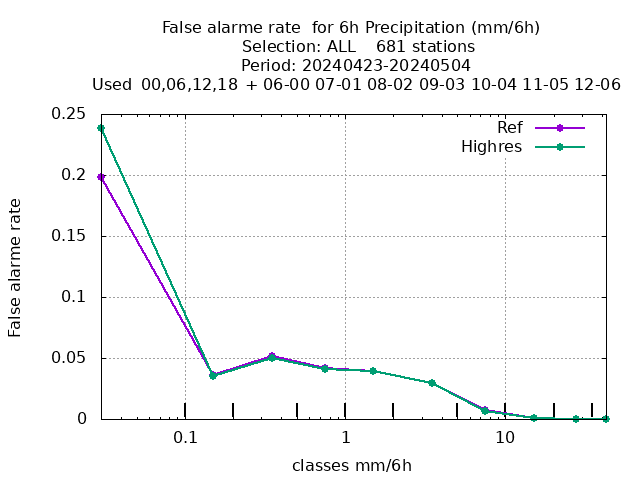 False alarme rate  for 6h Precipitation (mm/6h)
Selection: ALL    681 stations
Period: 20240423-20240504
Used  00,06,12,18  + 06-00 07-01 08-02 09-03 10-04 11-05 12-06
Ref
Highres
0.25
0.2
0.15
0.1
0.05
0
False alarme rate
0.1 1 10
classes mm/6h